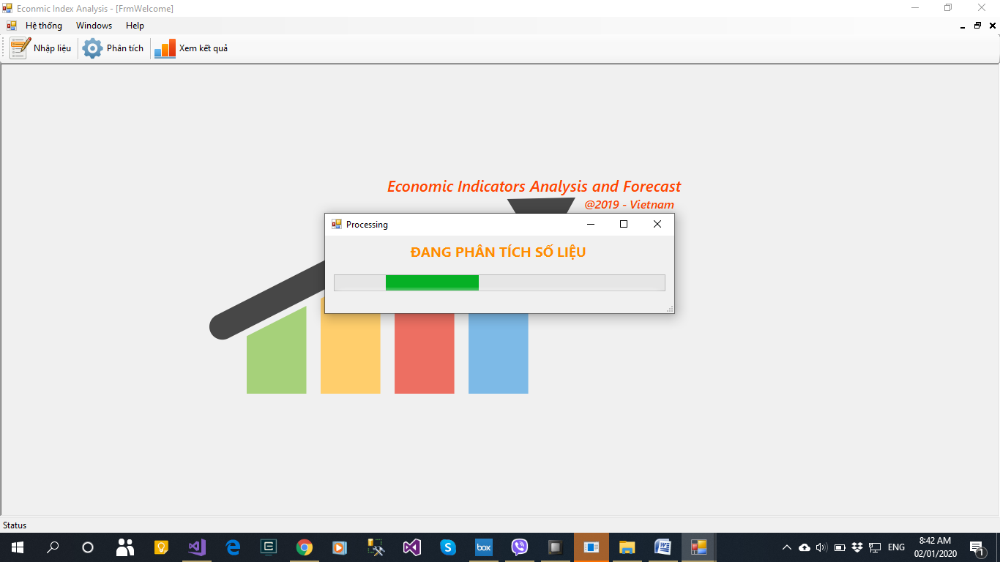 Econmic Index Analysis - [FrmWelcome]
Hệ thống Windows Help
Nhập liệu Phân tích Xem kết quả
Economic Indicators Analysis and Forecast
@2019 - Vietnam
Processing
ĐANG PHÂN TÍCH SỐ LIỆU
Status
box
ENG
8:42 AM
02/01/2020
1